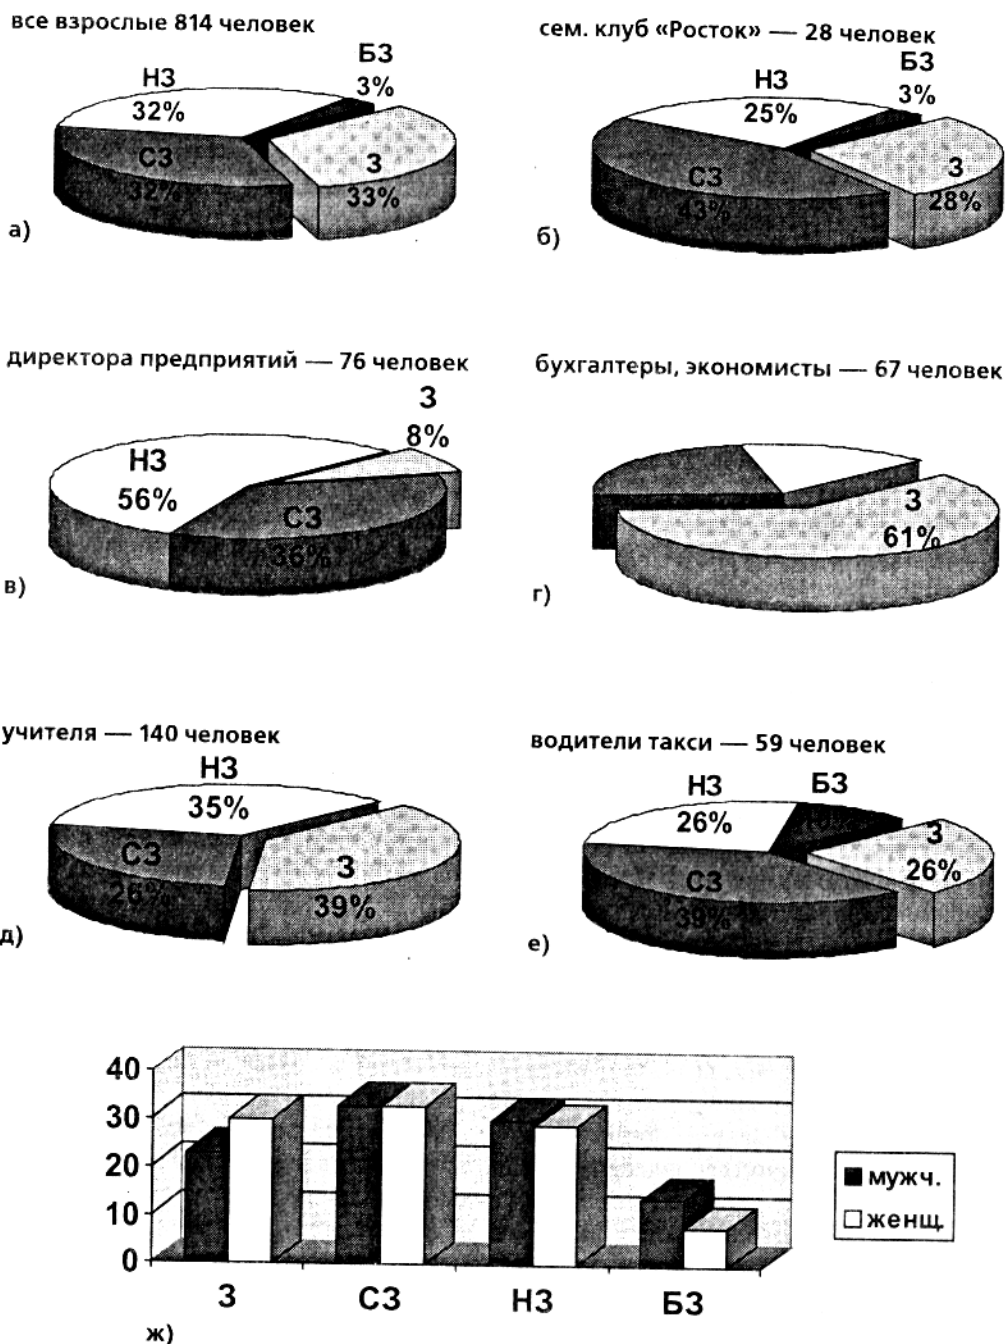 все взрослые 814 человек
НЗ
32%
БЗ
3%
СЗ
32%
З
33%
а)
сем. клуб «Росток» — 28 человек
НЗ
25%
БЗ
3%
СЗ
43%
З
28%
б)
директора предприятий — 76 человек
З
8%
НЗ
56%
СЗ
36%
в)
бухгалтеры, экономисты — 67 человек
З
61%
г)
учителя — 140 человек
НЗ
35%
СЗ
26%
З
39%
д)
водители такси — 59 человек
НЗ
26%
БЗ
СЗ
39%
З
26%
е)
40
30
20
10
0
З
СЗ
НЗ
БЗ
мужч.
женщ.
ж)